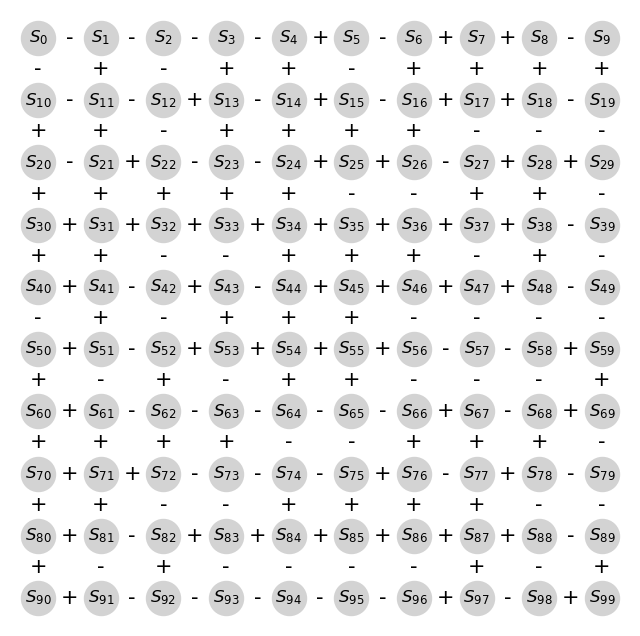 S0 - S1 - S2 - S3 - S4 + S5 - S6 + S7 + S8 - S9
- + - + + - + + + +
S10 - S11 - S12 + S13 - S14 + S15 - S16 + S17 + S18 - S19
+ + - + + + + - - -
S20 - S21 + S22 - S23 - S24 + S25 + S26 - S27 + S28 + S29
+ + + + + - - + + -
S30 + S31 + S32 + S33 + S34 + S35 + S36 + S37 + S38 - S39
+ + - - + + + - + -
S40 + S41 - S42 + S43 - S44 + S45 + S46 + S47 + S48 - S49
- + - + + + - - - -
S50 + S51 - S52 + S53 + S54 + S55 + S56 - S57 - S58 + S59
+ - + - + + - - - +
S60 + S61 - S62 - S63 - S64 - S65 - S66 + S67 - S68 + S69
+ + + + - - + + + -
S70 + S71 + S72 - S73 - S74 - S75 + S76 - S77 + S78 - S79
+ + - - + + + + - -
S80 + S81 - S82 + S83 + S84 + S85 + S86 + S87 + S88 - S89
+ - + - - - - + - +
S90 + S91 - S92 - S93 - S94 - S95 - S96 + S97 - S98 + S99